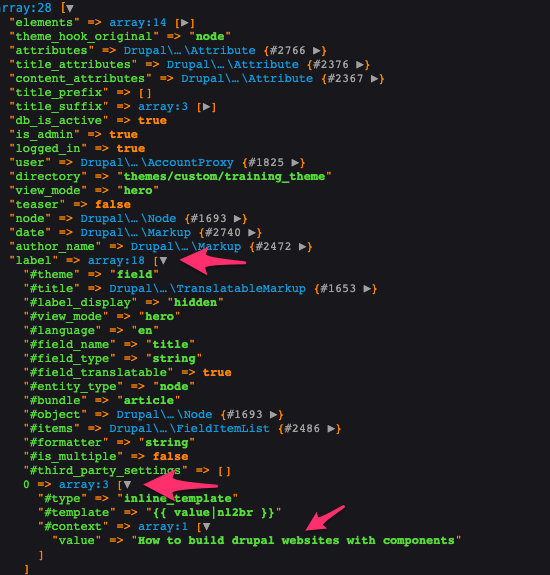 array:28 [▼
"elements" => array:14 [▶]
"theme_hook_original" => "node"
"attributes" => Drupal\…\Attribute {#2766 ▶}
"title_attributes" => Drupal\…\Attribute {#2376 ▶}
"content_attributes" => Drupal\…\Attribute {#2367 ▶}
"title_prefix" => []
"title_suffix" => array:3 [▶]
"db_is_active" => true
"is_admin" => true
"logged_in" => true
"user" => Drupal\…\AccountProxy {#1825 ▶}
"directory" => "themes/custom/training_theme"
"view_mode" => "hero"
"teaser" => false
"node" => Drupal\…\Node {#1693 ▶}
"date" => Drupal\…\Markup {#2740 ▶}
"author_name" => Drupal\…\Markup {#2472 ▶}
"label" => array:18 [▼
"#theme" => "field"
"#title" => Drupal\…\TranslatableMarkup {#1653 ▶}
"#label_display" => "hidden"
"#view_mode" => "hero"
"#language" => "en"
"#field_name" => "title"
"#field_type" => "string"
"#field_translatable" => true
"#entity_type" => "node"
"#bundle" => "article"
"#object" => Drupal\…\Node {#1693 ▶}
"#items" => Drupal\…\FieldItemList {#2486 ▶}
"#formatter" => "string"
"#is_multiple" => false
"#third_party_settings" => []
0 => array:3 [▼
"#type" => "inline_template"
"#template" => "{{ value|nl2br }}"
"#context" => array:1 [▼
"value" => "How to build drupal websites with components"
]
]